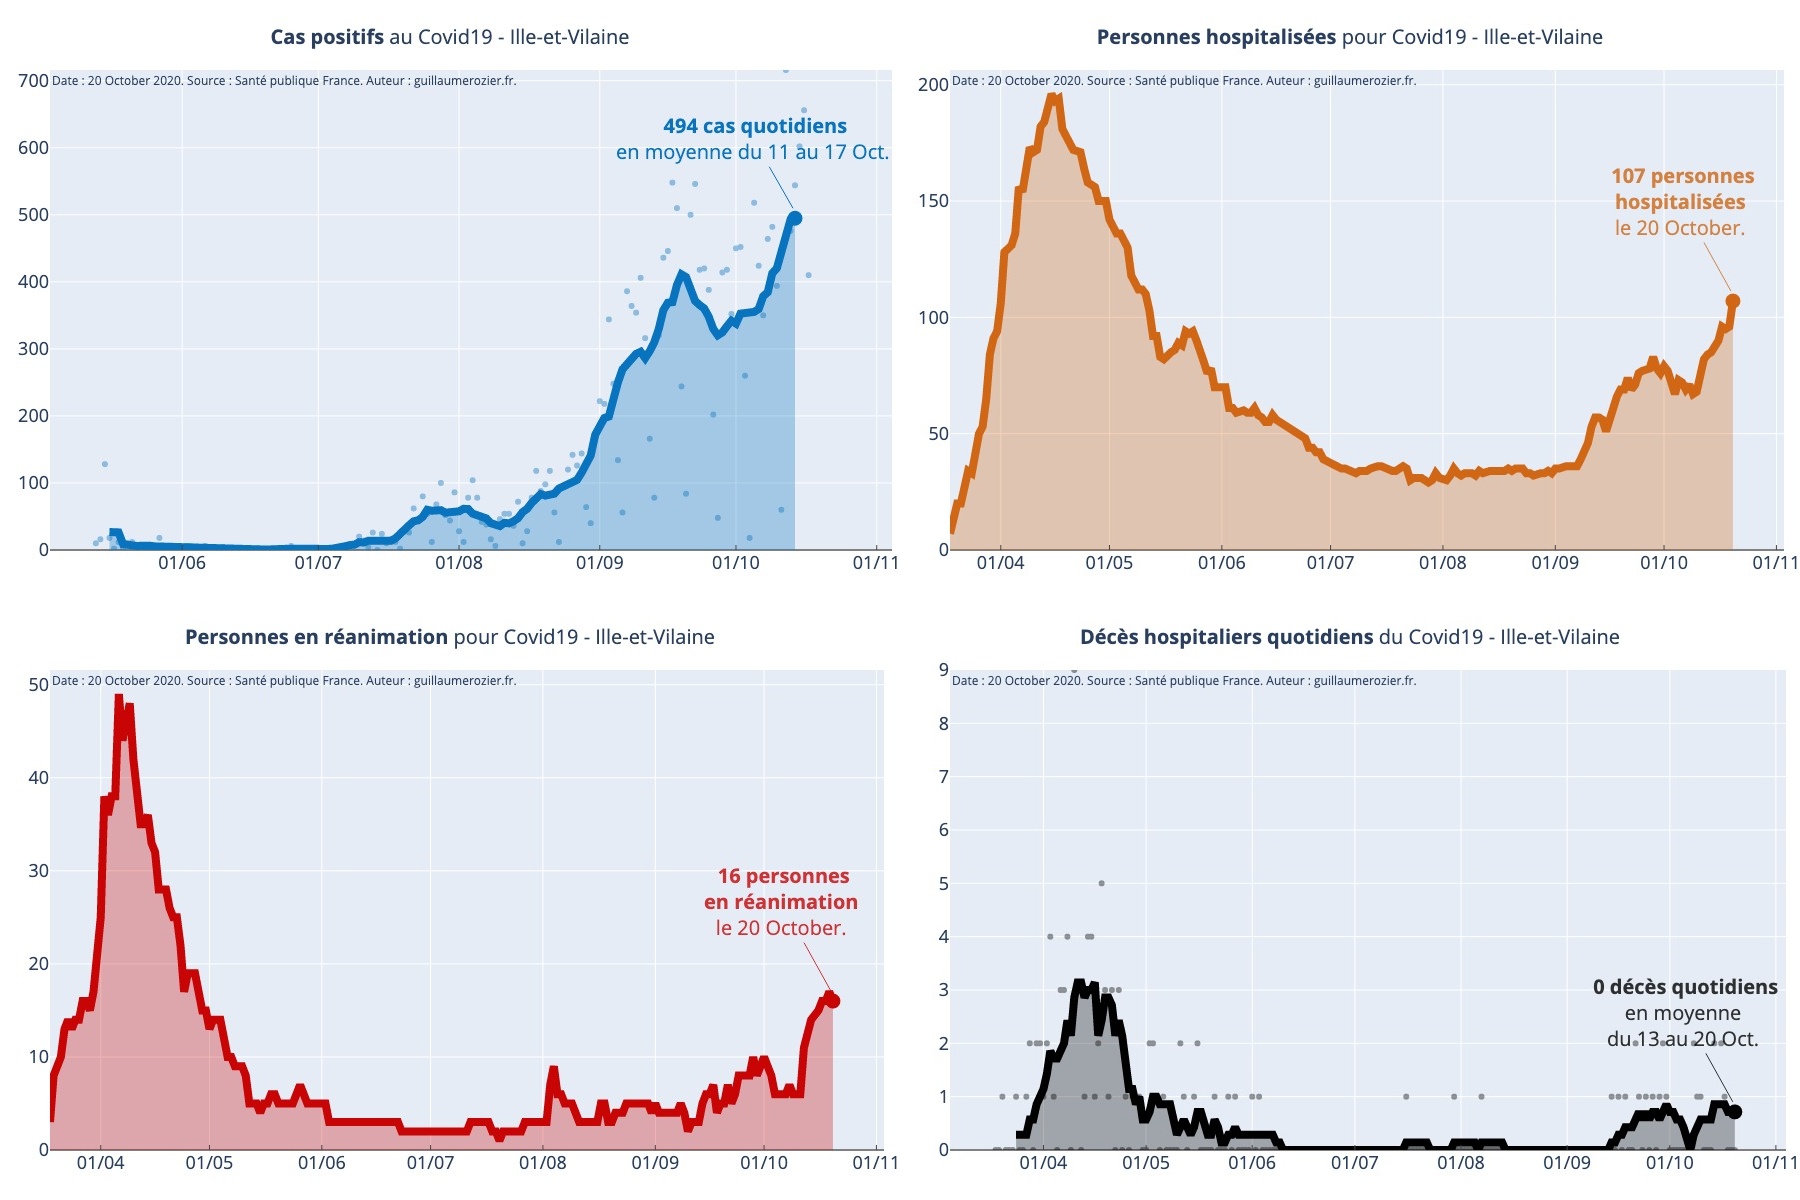 Cas positifs au Covid19 - Ille-et-Vilaine
700
Date : 20 October 2020. Source : Santé publique France. Auteur : guillaumerozier.fr.
494 cas quotidiens
600
en moyenne du 11 au 17 Oct.
500
400
300
200
100
0
01/06 01/07 01/08 01/09 01/10 01/11
Personnes hospitalisées pour Covid19 - Ille-et-Vilaine
200
Date : 20 October 2020. Source : Santé publique France. Auteur : guillaumerozier.fr.
107 personnes
hospitalisées
le 20 October.
150
100
50
0
01/04 01/05 01/06 01/07 01/08 01/09 01/10 01/11
Personnes en réanimation pour Covid19 - Ille-et-Vilaine
50
Date : 20 October 2020. Source : Santé publique France. Auteur : guillaumerozier.fr.
40
30
16 personnes
en réanimation
le 20 October.
20
10
0
01/04 01/05 01/06 01/07 01/08 01/09 01/10 01/11
Décès hospitaliers quotidiens du Covid19 - Ille-et-Vilaine
9
Date : 20 October 2020. Source : Santé publique France. Auteur : guillaumerozier.fr.
8
7
6
5
4
3
0 décès quotidiens
en moyenne
du 13 au 20 Oct.
2
1
0
01/04 01/05 01/06 01/07 01/08 01/09 01/10 01/11